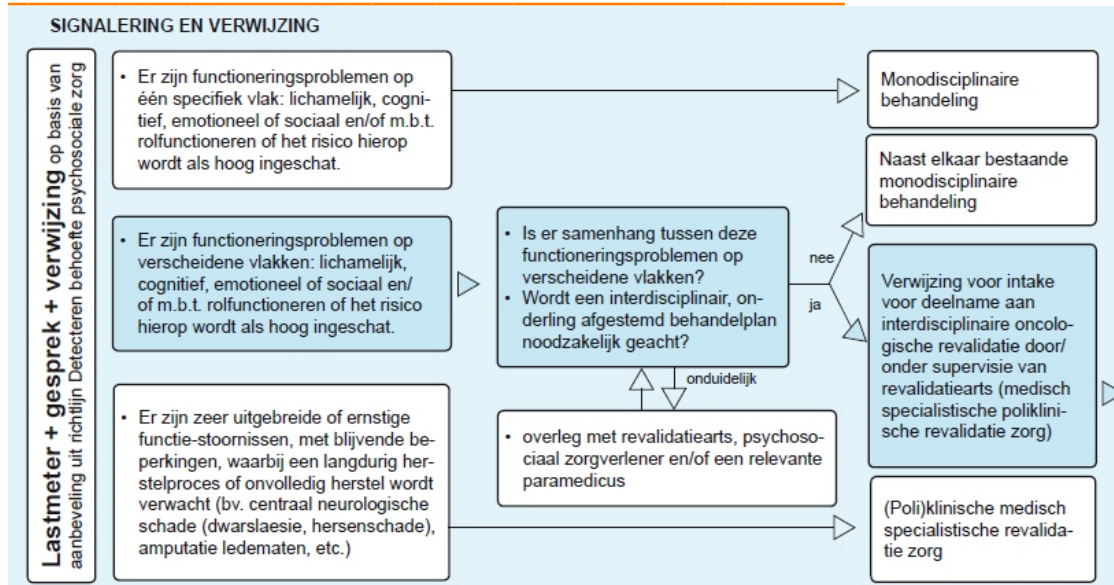 SIGNALERING EN VERWIJZING
Lastmeter + gesprek + verwijzing op basis van
aanbeveling uit richtlijn Detecteren behoefte psychosociale zorg
• Er zijn functioneringsproblemen op
één specifiek vlak: lichamelijk, cogni-
tief, emotioneel of sociaal en/of m.b.t.
rolfunctioneren of het risico hierop
wordt als hoog ingeschat.
Monodisciplinaire
behandeling
Naast elkaar bestaande
monodisciplinaire
behandeling
• Er zijn functioneringsproblemen op
verscheidene vlakken: lichamelijk,
cognitief, emotioneel of sociaal en/
of m.b.t. rolfunctioneren of het risico
hierop wordt als hoog ingeschat.
• Is er samenhang tussen deze
functioneringsproblemen op
verscheidene vlakken?
• Wordt een interdisciplinair, on-
derling afgestemd behandelplan
noodzakelijk geacht?
nee
ja
Verwijzing voor intake
voor deelname aan
interdisciplinaire oncolo-
gische revalidatie door/
onder supervisie van
revalidatiearts (medisch
specialistische poliklini-
sche revalidatie zorg)
onduidelijk
• overleg met revalidatiearts, psychoso-
ciaal zorgverlener en/of een relevante
paramedicus
• Er zijn zeer uitgebreide of ernstige
functie-stoornissen, met blijvende be-
perkingen, waarbij een langdurig her-
stelproces of onvolledig herstel wordt
verwacht (bv. centraal neurologische
schade (dwarslaesie, hersenschade),
amputatie ledematen, etc.)
(Poli)klinische medisch
specialistische revalida-
tie zorg